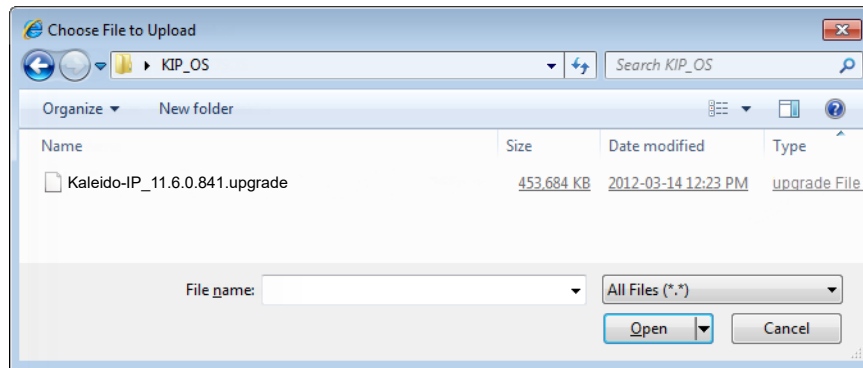 Choose File to Upload
KIP_OS
Search KIP_OS
Organize
New folder
Name Size Date modified Type
Kaleido-IP_11.6.0.841.upgrade 453,684 KB 2012-03-14 12:23 PM upgrade File
File name: All Files (*.*)
Open Cancel